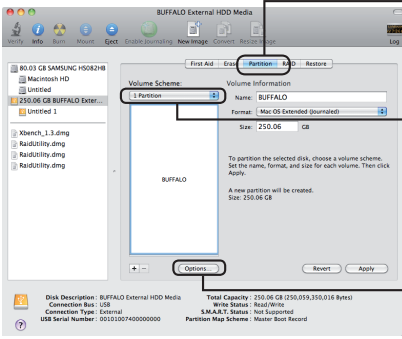 BUFFALO External HDD Media
Verify Info Burn Mount Eject Enable Journaling New Image Convert Resize Image Log
First Aid Erase Partition RAID Restore
80.03 GB SAMSUNG HS082HB
Macintosh HD
Untitled
250.06 GB BUFFALO Exter...
Untitled 1
Xbench_1.3.dmg
RaidUtility.dmg
RaidUtility.dmg
RaidUtility.dmg
Volume Scheme:
1 Partition
BUFFALO
+ -
Options...
Volume Information
Name: BUFFALO
Format: Mac OS Extended (Journaled)
Size: 250.06 GB
To partition the selected disk, choose a volume scheme.
Set the name, format, and size for each volume. Then click
Apply.
A new partition will be created.
Size: 250.06 GB
Revert Apply
Disk Description : BUFFALO External HDD Media
Connection Bus : USB
Connection Type : External
USB Serial Number : 00101007400000000
Total Capacity : 250.06 GB (250,059,350,016 Bytes)
Write Status : Read/Write
S.M.A.R.T. Status : Not Supported
Partition Map Scheme : Master Boot Record
?